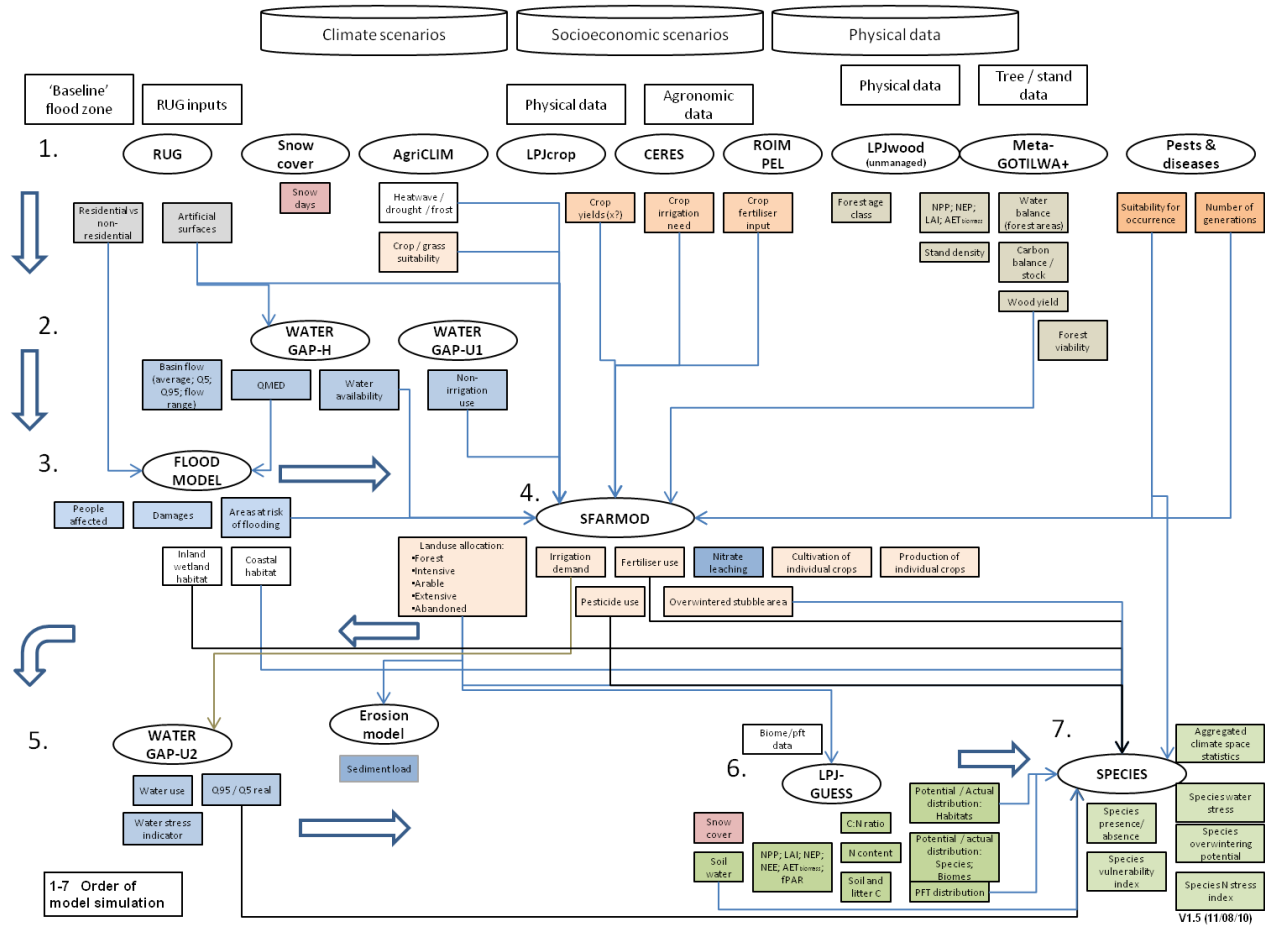 Climate scenarios
Socioeconomic scenarios
Physical data
'Baseline'
flood zone
RUG inputs
Physical data
Agronomic
data
Physical data
Tree / stand
data
1.
RUG
Snow
cover
AgriCLIM
LPJcrop
CERES
ROIM
PEL
LPJwood
(unmanaged)
Meta-
GOTILWA+
Pests &
diseases
Residential vs
non-
residential
Artificial
surfaces
Snow
days
Heatwave /
drought / frost
Crop / grass
suitability
Crop
yields (x?)
Crop
irrigation
need
Crop
fertiliser
input
Forest age
class
NPP; NEP;
LAI; AET biomass
Stand density
Water
balance
(forest areas)
Carbon
balance /
stock
Wood yield
Forest
viability
Suitability for
occurrence
Number of
generations
2.
WATER
GAP-H
WATER
GAP-U1
Basin flow
(average; Q5;
Q95; flow
range)
QMED
Water
availability
Non-
irrigation
use
3.
FLOOD
MODEL
4.
SFARMOD
People
affected
Damages
Areas at risk
of flooding
Inland
wetland
habitat
Coastal
habitat
Landuse allocation:
•Forest
•Intensive
•Arable
•Extensive
•Abandoned
Irrigation
demand
Fertiliser use
Nitrate
leaching
Cultivation of
individual crops
Production of
individual crops
Pesticide use
Overwintered stubble area
5.
WATER
GAP-U2
Erosion
model
Sediment load
Water use
Q95 / Q5 real
Water stress
indicator
Biome/pft
data
6.
LPJ-
GUESS
7.
SPECIES
Snow
cover
Soil
water
NPP; LAI; NEP;
NEE; AET biomass;
fPAR
C:N ratio
N content
Soil and
litter C
Potential / Actual
distribution:
Habitats
Potential / actual
distribution:
Species;
Biomes
PFT distribution
Species
presence/
absence
Species
vulnerability
index
Aggregated
climate space
statistics
Species water
stress
Species
overwintering
potential
Species N stress
index
1-7 Order of
model simulation
V1.5 (11/08/10)